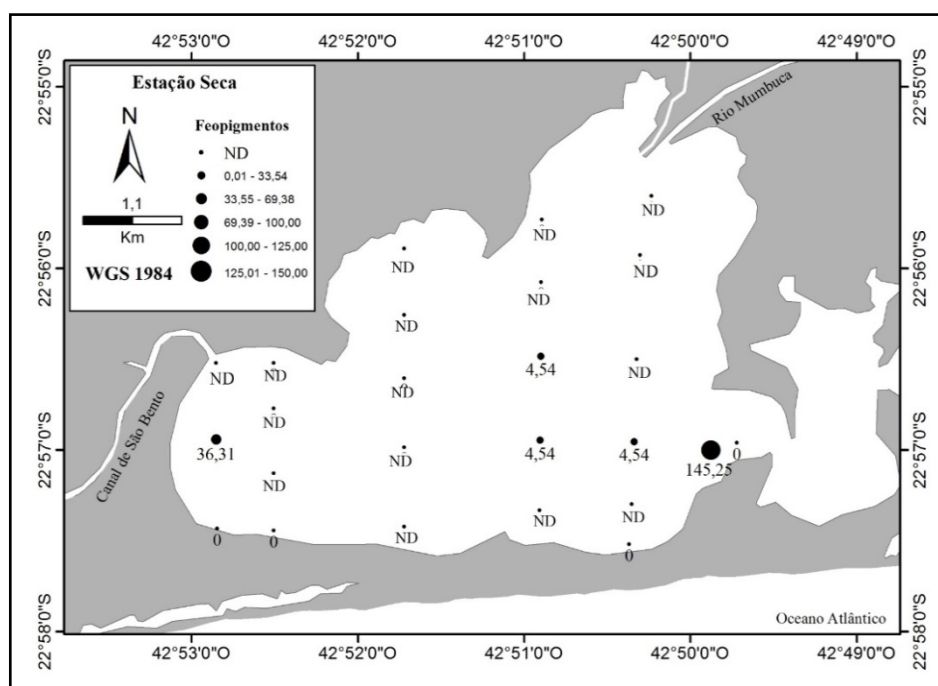 42°53'0"O 42°52'0"O 42°51'0"O 42°50'0"O 42°49'0"O
22°55'0"S 22°55'0"S
Estação Seca
N
Feopigmentos
ND
0,01 - 33,54
33,55 - 69,38
69,39 - 100,00
100,00 - 125,00
125,01 - 150,00
1,1
Km
WGS 1984
Rio Mumbuca
ND
ND
ND
ND
22°56'0"S 22°56'0"S
ND
ND
ND
4,54
ND
ND
ND
ND
ND
Canal de São Bento
36,31
ND
4,54
4,54
145,25
0
22°57'0"S 22°57'0"S
ND
ND
ND
0
0
ND
0
Oceano Atlântico
22°58'0"S 22°58'0"S
42°53'0"O 42°52'0"O 42°51'0"O 42°50'0"O 42°49'0"O